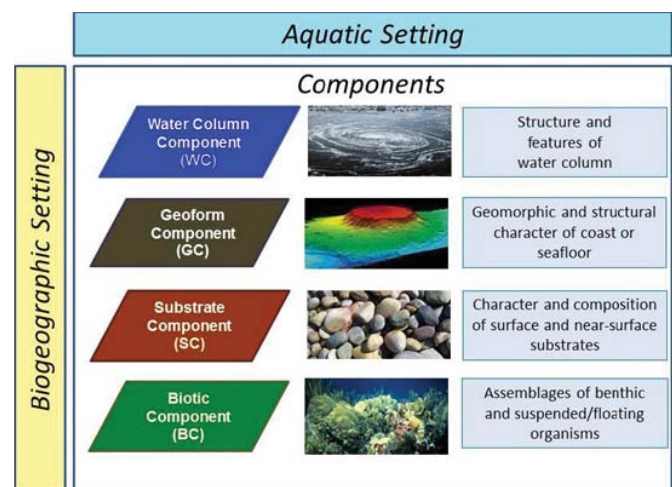 Aquatic Setting
Biogeographic Setting
Components
Water Column
Component
(WC)
Structure and
features of
water column
Geoform
Component
(GC)
Geomorphic and structural
character of coast or
seafloor
Substrate
Component
(SC)
Character and composition
of surface and near-surface
substrates
Biotic
Component
(BC)
Assemblages of benthic
and suspended/floating
organisms